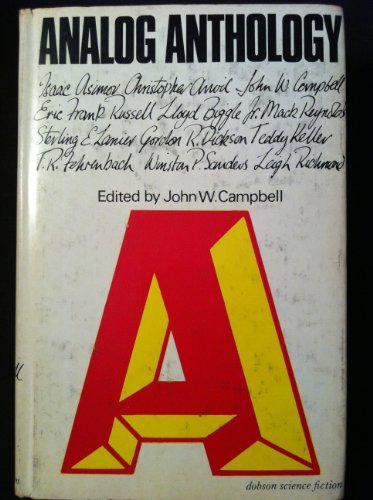 ANALOG ANTHOLOGY
Isaac Asimov Christopher Anvil John W. Campbell
Eric Frank Russell Lloyd Biggle Jr. Mack Reynolds
Sterling E Lanier Gordon R. Dickson Teddy Keller
T.R. Fehrenbach Winston P. Sanders Leigh Richmond
Edited by John W. Campbell
A
dobson science fiction